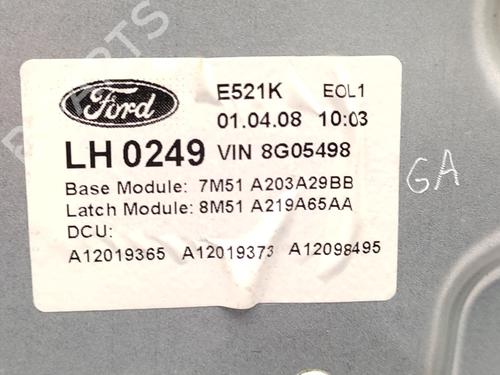 Ford
E521K EOL1
01.04.08 10:03
LH 0249 VIN 8G05498
Base Module: 7M51 A203A29BB
Latch Module: 8M51 A219A65AA
DCU:
A12019365 A12019373 A12098495
GA